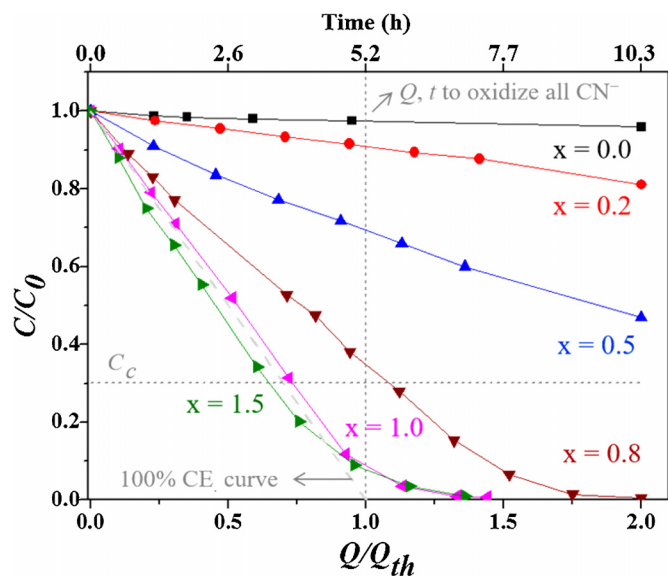 Time (h)
0.0 2.6 5.2 7.7 10.3
Q, t to oxidize all CN⁻
1.0
x = 0.0
0.8
x = 0.2
C/C₀
0.6
x = 0.5
0.4
C꜀
x = 1.5
x = 1.0
x = 0.8
0.2
100% CE curve
0.0
0.0 0.5 1.0 1.5 2.0
Q/Qth